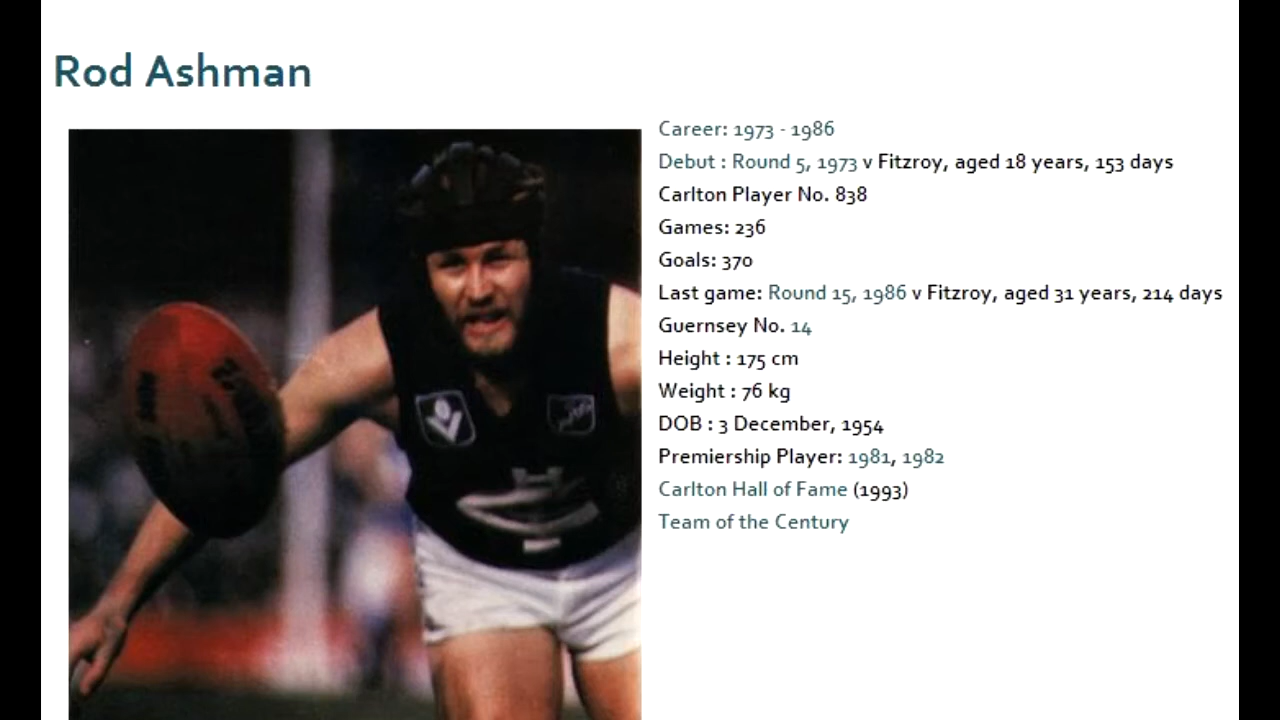 Rod Ashman
Career: 1973 - 1986
Debut : Round 5, 1973 v Fitzroy, aged 18 years, 153 days
Carlton Player No. 838
Games: 236
Goals: 370
Last game: Round 15, 1986 v Fitzroy, aged 31 years, 214 days
Guernsey No. 14
Height : 175 cm
Weight : 76 kg
DOB : 3 December, 1954
Premiership Player: 1981, 1982
Carlton Hall of Fame (1993)
Team of the Century